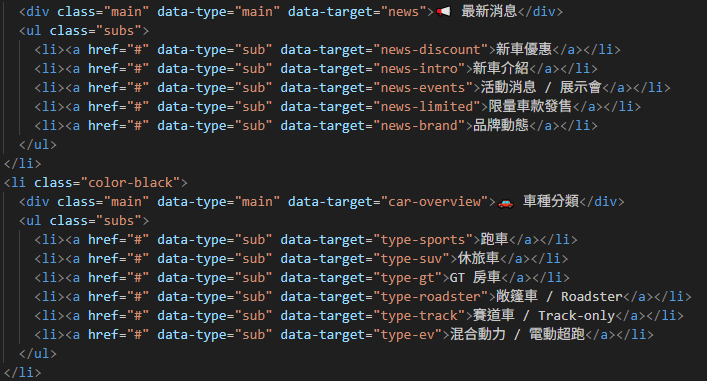 <div class="main" data-type="main" data-target="news">📢 最新消息</div>
<ul class="subs">
<li><a href="#" data-type="sub" data-target="news-discount">新車優惠</a></li>
<li><a href="#" data-type="sub" data-target="news-intro">新車介紹</a></li>
<li><a href="#" data-type="sub" data-target="news-events">活動消息 / 展示會</a></li>
<li><a href="#" data-type="sub" data-target="news-limited">限量車款發售</a></li>
<li><a href="#" data-type="sub" data-target="news-brand">品牌動態</a></li>
</ul>
</li>
<li class="color-black">
<div class="main" data-type="main" data-target="car-overview">🚗 車種分類</div>
<ul class="subs">
<li><a href="#" data-type="sub" data-target="type-sports">跑車</a></li>
<li><a href="#" data-type="sub" data-target="type-suv">休旅車</a></li>
<li><a href="#" data-type="sub" data-target="type-gt">GT 房車</a></li>
<li><a href="#" data-type="sub" data-target="type-roadster">敞篷車 / Roadster</a></li>
<li><a href="#" data-type="sub" data-target="type-track">賽道車 / Track-only</a></li>
<li><a href="#" data-type="sub" data-target="type-ev">混合動力 / 電動超跑</a></li>
</ul>
</li>